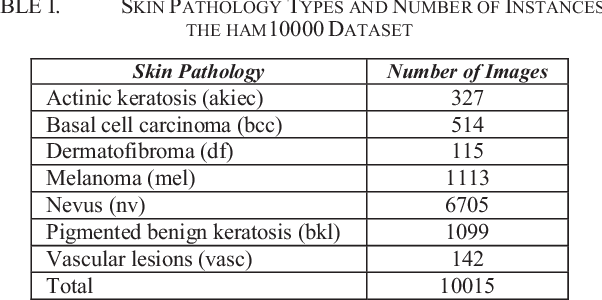 BLE I. SKIN PATHOLOGY TYPES AND NUMBER OF INSTANCES
THE HAM10000 DATASET
Skin Pathology Number of Images
Actinic keratosis (akiec) 327
Basal cell carcinoma (bcc) 514
Dermatofibroma (df) 115
Melanoma (mel) 1113
Nevus (nv) 6705
Pigmented benign keratosis (bkl) 1099
Vascular lesions (vasc) 142
Total 10015